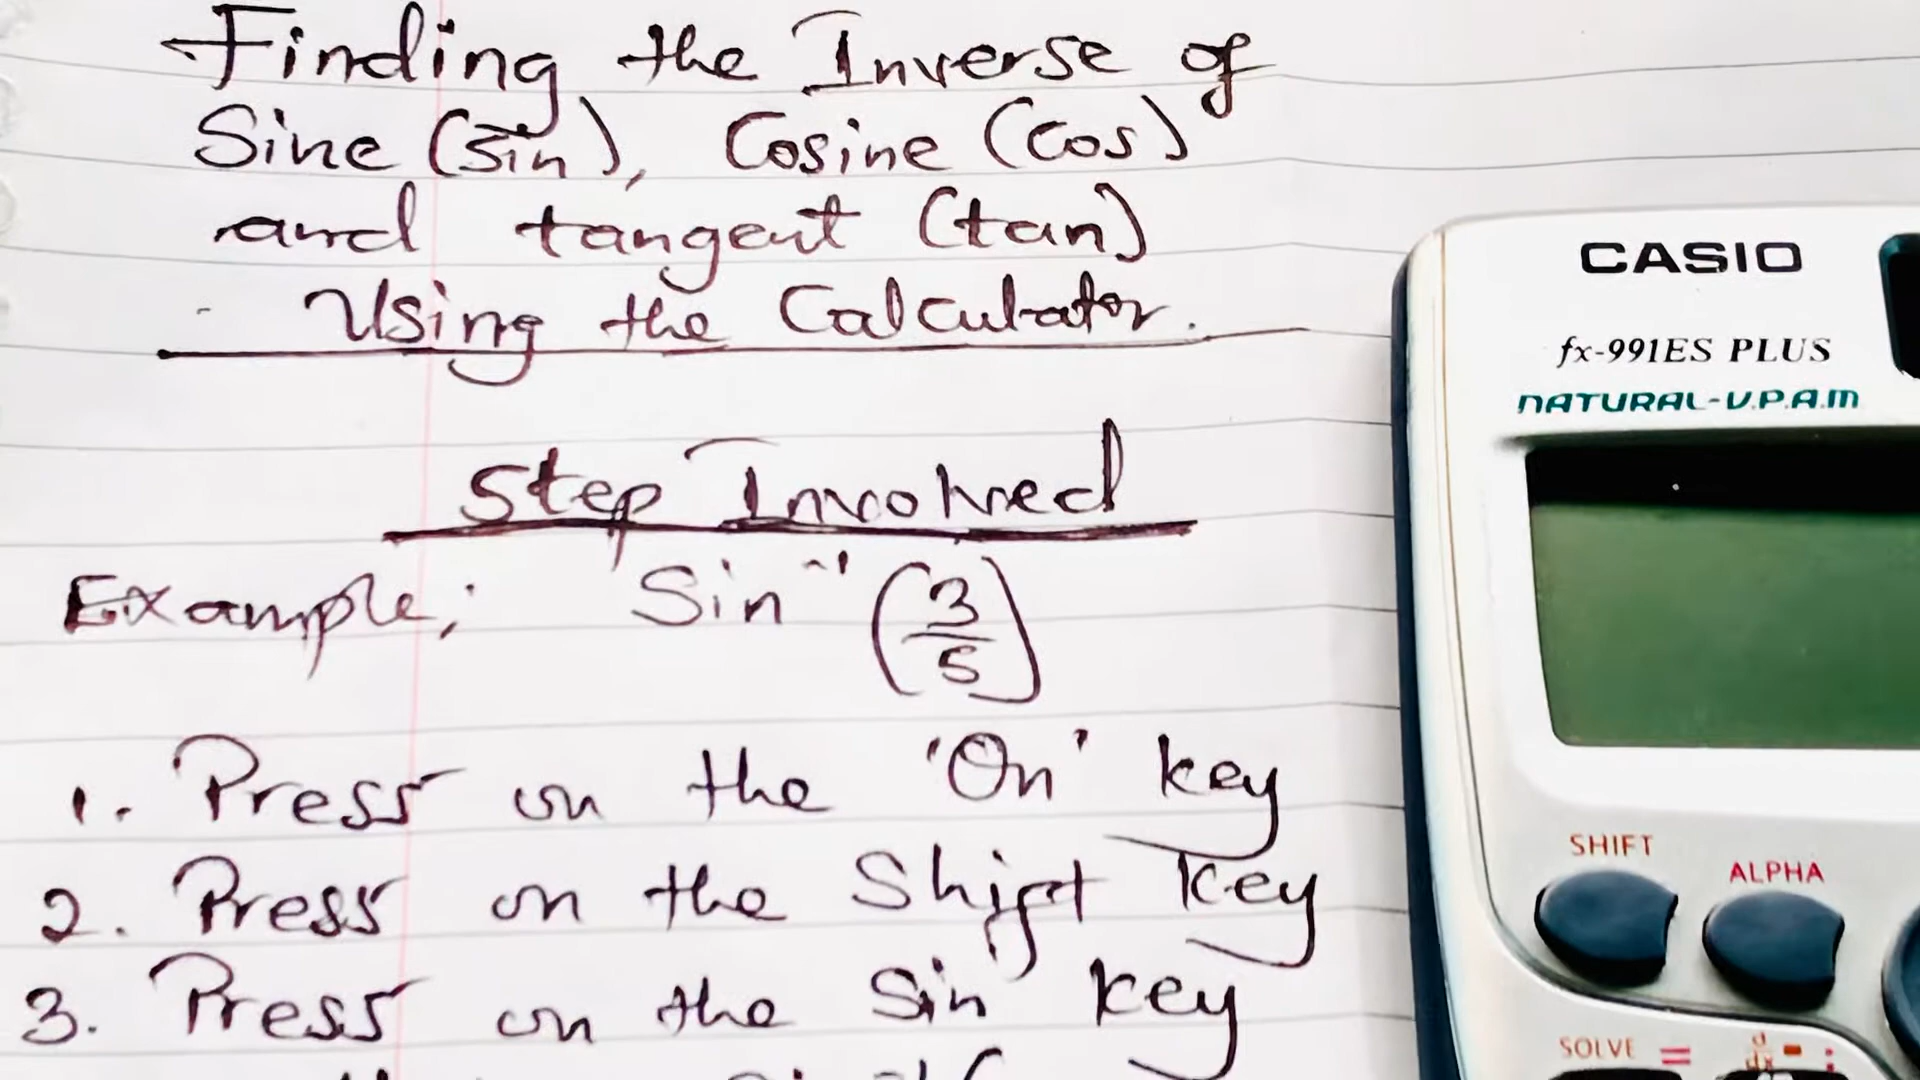 Finding the Inverse of
Sine (sin), Cosine (cos)
and tangent (tan)
Using the Calculator.
Step Involved
Example; Sin⁻¹ (3/5)
1. Press on the 'On' key
2. Press on the Shift key
3. Press on the Sin key
CASIO
fx-991ES PLUS
NATURAL-V.P.A.M
SHIFT
ALPHA
SOLVE =
d/dx